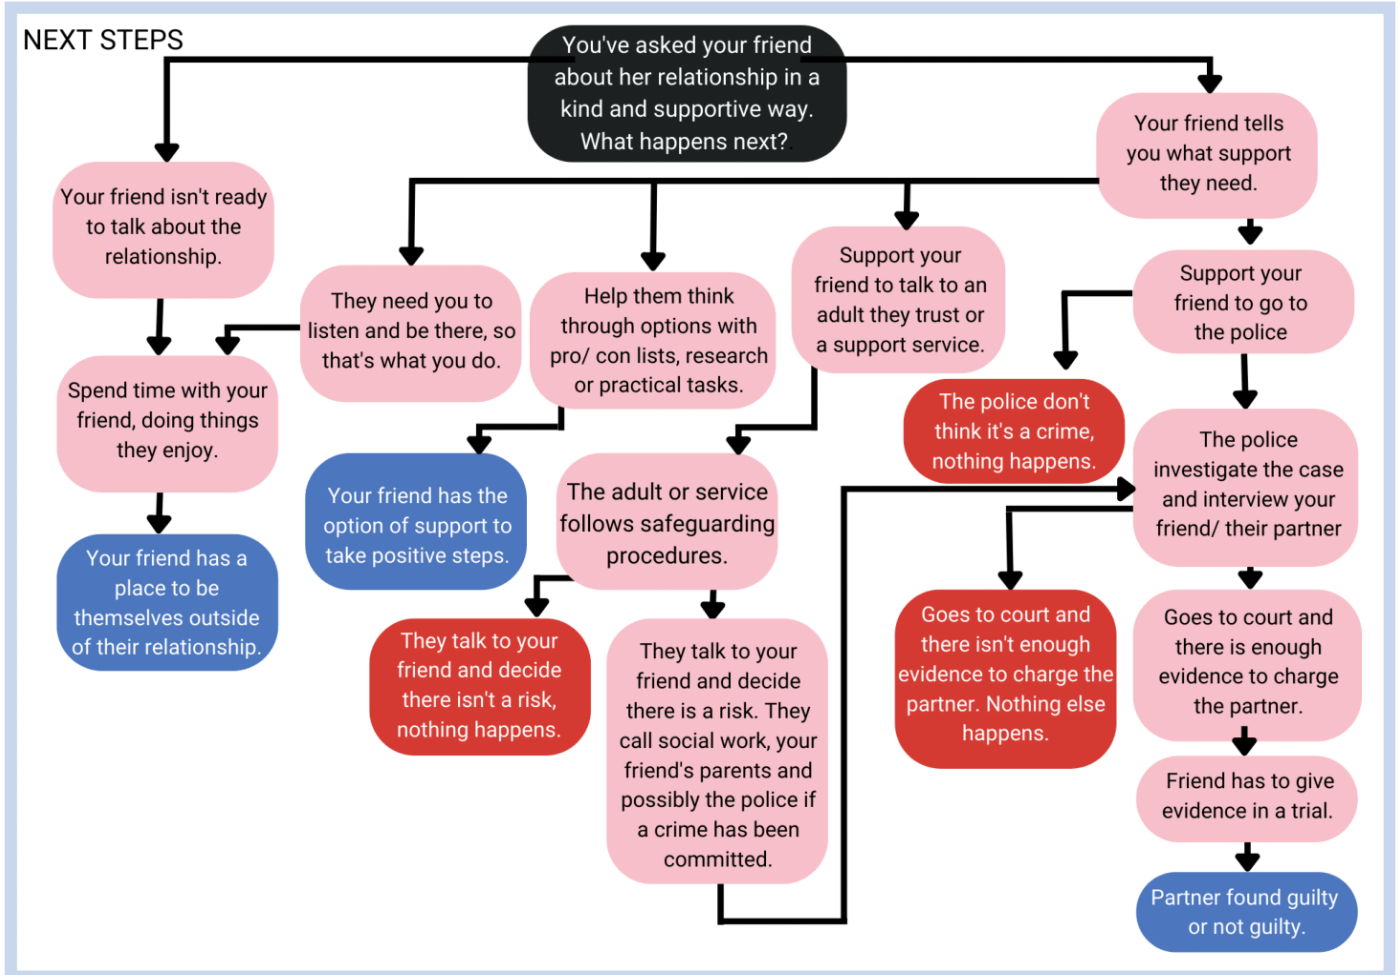 NEXT STEPS
You've asked your friend
about her relationship in a
kind and supportive way.
What happens next?.
Your friend tells
you what support
they need.
Your friend isn't ready
to talk about the
relationship.
They need you to
listen and be there, so
that's what you do.
Help them think
through options with
pro/ con lists, research
or practical tasks.
Support your
friend to talk to an
adult they trust or
a support service.
Support your
friend to go to
the police
Spend time with your
friend, doing things
they enjoy.
The police don't
think it's a crime,
nothing happens.
The police
investigate the case
and interview your
friend/ their partner
Your friend has the
option of support to
take positive steps.
The adult or service
follows safeguarding
procedures.
Your friend has a
place to be
themselves outside
of their relationship.
They talk to your
friend and decide
there isn't a risk,
nothing happens.
They talk to your
friend and decide
there is a risk. They
call social work, your
friend's parents and
possibly the police if
a crime has been
committed.
Goes to court and
there isn't enough
evidence to charge the
partner. Nothing else
happens.
Goes to court and
there is enough
evidence to charge
the partner.
Friend has to give
evidence in a trial.
Partner found guilty
or not guilty.